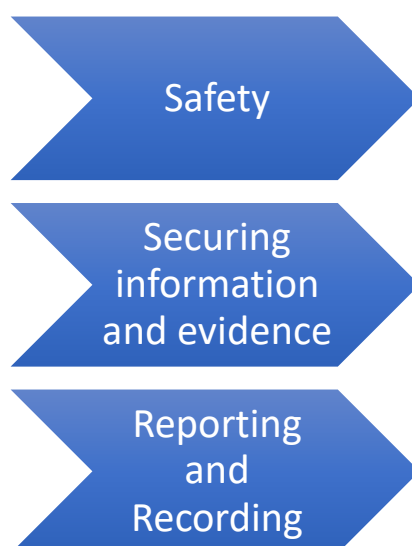 Safety
Securing
information
and evidence
Reporting
and
Recording